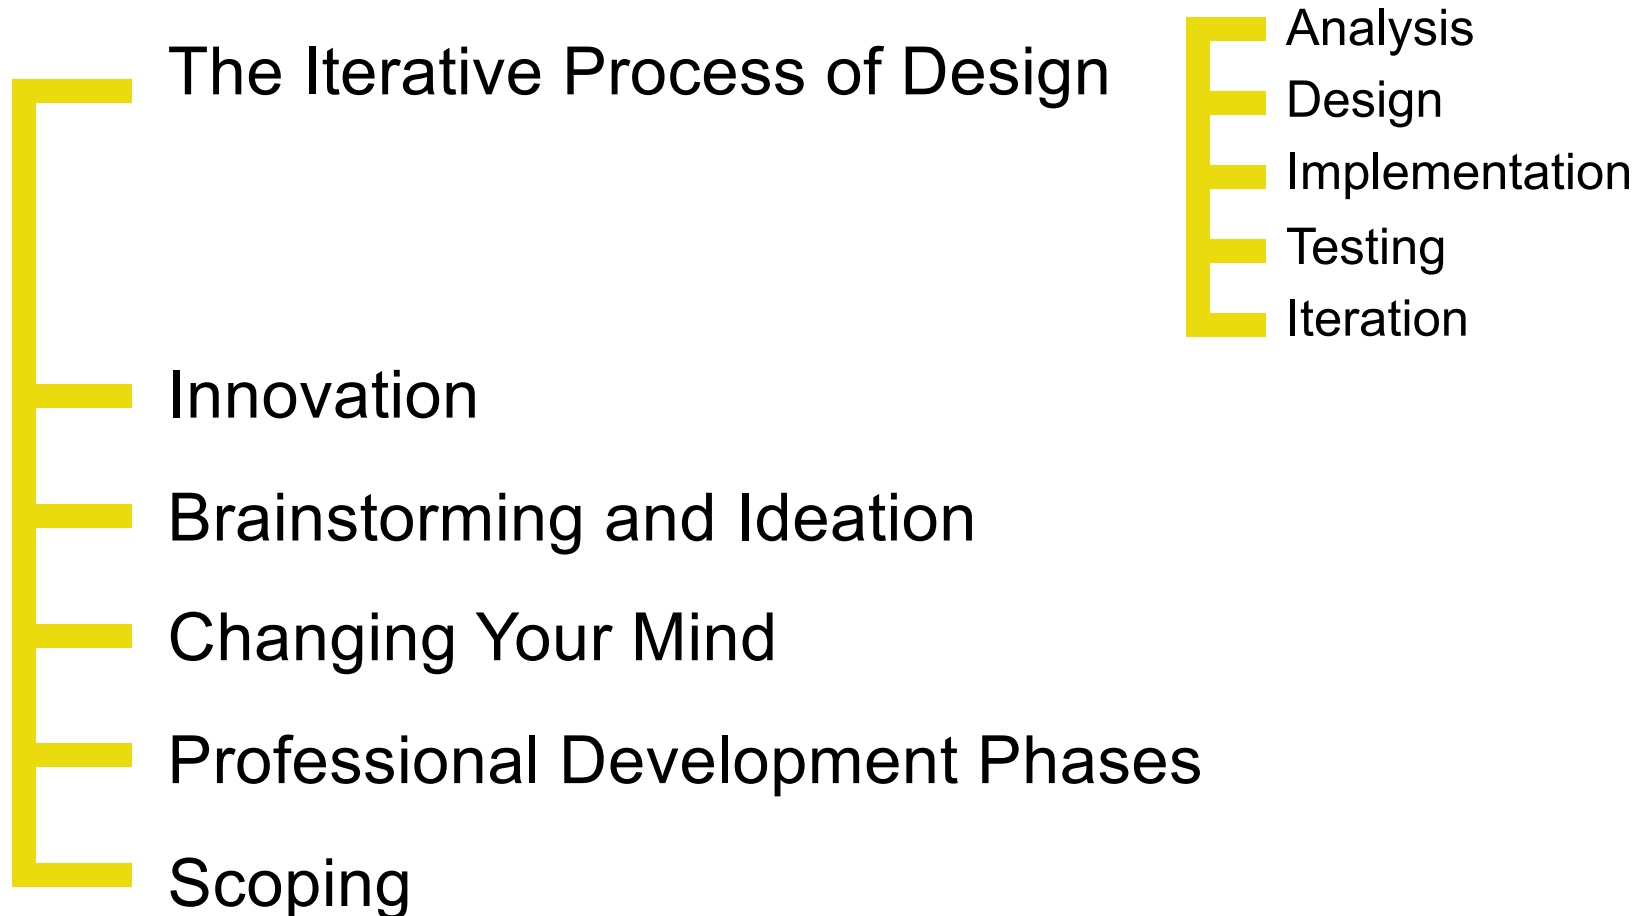 The Iterative Process of Design
Analysis
Design
Implementation
Testing
Iteration
Innovation
Brainstorming and Ideation
Changing Your Mind
Professional Development Phases
Scoping